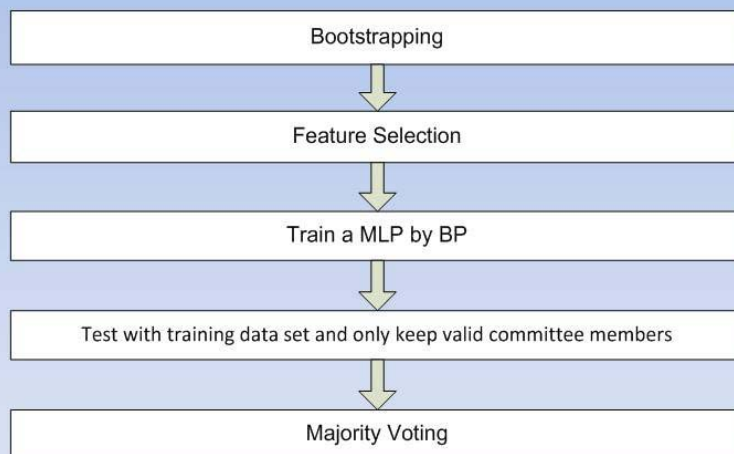 Bootstrapping
Feature Selection
Train a MLP by BP
Test with training data set and only keep valid committee members
Majority Voting